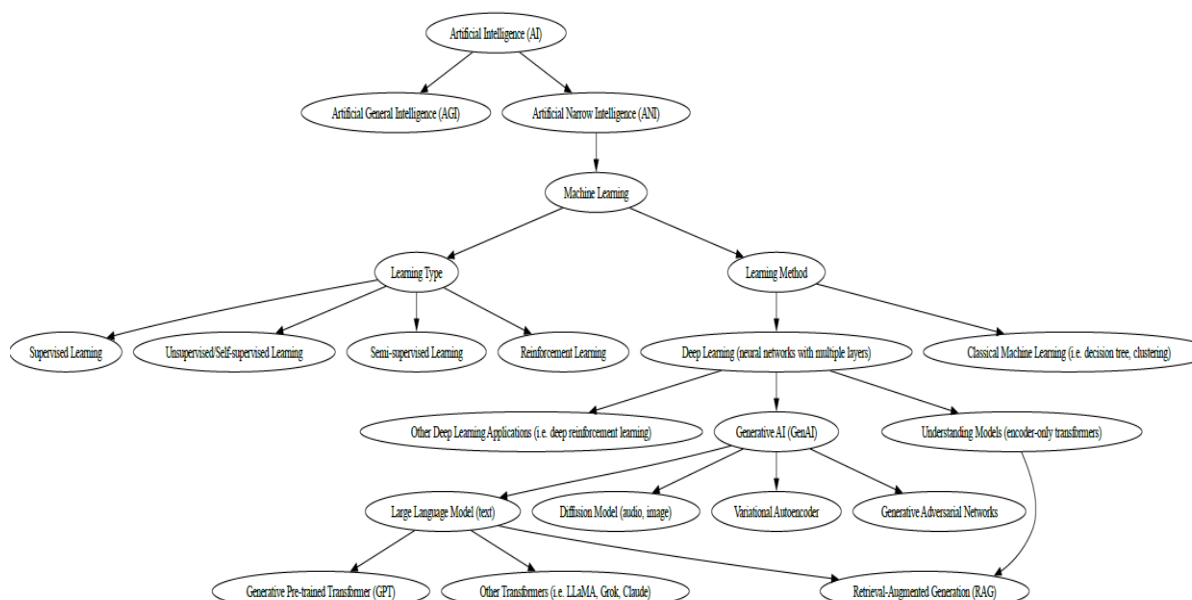 Artificial Intelligence (AI)
Artificial General Intelligence (AGI)
Artificial Narrow Intelligence (ANI)
Machine Learning
Learning Type
Learning Method
Supervised Learning
Unsupervised/Self-supervised Learning
Semi-supervised Learning
Reinforcement Learning
Deep Learning (neural networks with multiple layers)
Classical Machine Learning (i.e. decision tree, clustering)
Other Deep Learning Applications (i.e. deep reinforcement learning)
Generative AI (GenAI)
Understanding Models (encoder-only transformers)
Large Language Model (text)
Diffusion Model (audio, image)
Variational Autoencoder
Generative Adversarial Networks
Generative Pre-trained Transformer (GPT)
Other Transformers (i.e. LLaMA, Grok, Claude)
Retrieval-Augmented Generation (RAG)